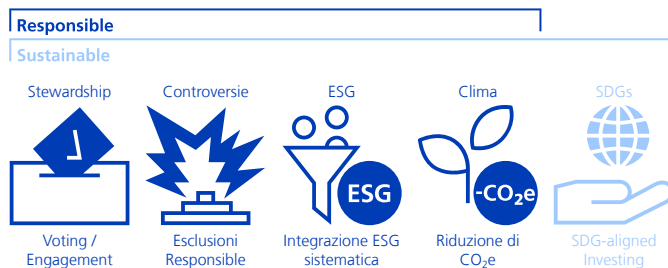 Responsible
Sustainable
Stewardship
Controversie
ESG
Clima
SDGs
ESG
-CO₂e
Voting /
Engagement
Esclusioni
Responsible
Integrazione ESG
sistematica
Riduzione di
CO₂e
SDG-aligned
Investing